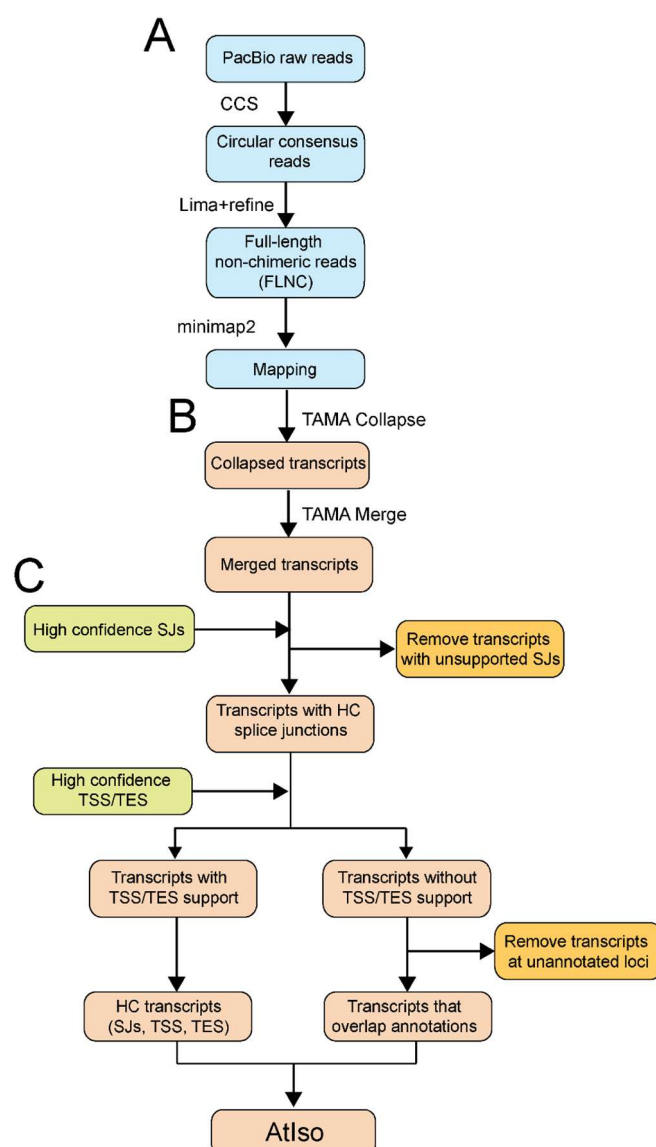 A
PacBio raw reads
CCS
Circular consensus
reads
Lima+refine
Full-length
non-chimeric reads
(FLNC)
minimap2
Mapping
B
TAMA Collapse
Collapsed transcripts
TAMA Merge
Merged transcripts
C
High confidence SJs
Remove transcripts
with unsupported SJs
Transcripts with HC
splice junctions
High confidence
TSS/TES
Transcripts with
TSS/TES support
Transcripts without
TSS/TES support
Remove transcripts
at unannotated loci
HC transcripts
(SJs, TSS, TES)
Transcripts that
overlap annotations
AtIso